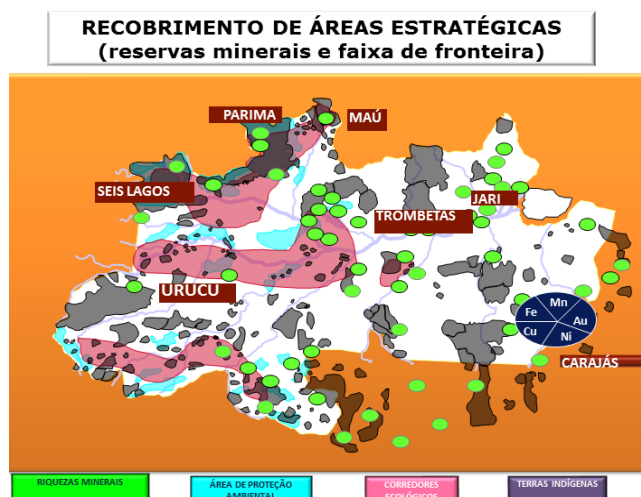 RECOBRIMENTO DE ÁREAS ESTRATÉGICAS
(reservas minerais e faixa de fronteira)
PARIMA
MAÚ
SEIS LAGOS
JARI
TROMBETAS
URUCU
Mn
Fe
Au
Cu
Ni
CARAJÁS
RIQUEZAS MINERAIS
ÁREA DE PROTEÇÃO
AMBIENTAL
CORREDORES
ECOLÓGICOS
TERRAS INDÍGENAS